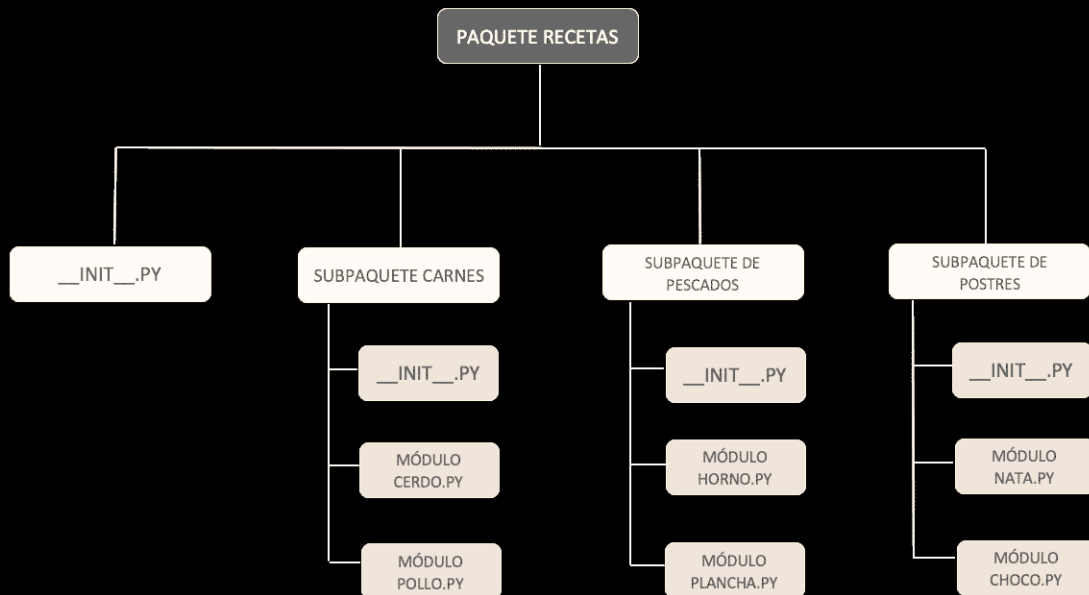 PAQUETE RECETAS
__INIT__.PY
SUBPAQUETE CARNES
__INIT__.PY
MÓDULO
CERDO.PY
MÓDULO
POLLO.PY
SUBPAQUETE DE
PESCADOS
__INIT__.PY
MÓDULO
HORNO.PY
MÓDULO
PLANCHA.PY
SUBPAQUETE DE
POSTRES
__INIT__.PY
MÓDULO
NATA.PY
MÓDULO
CHOCO.PY